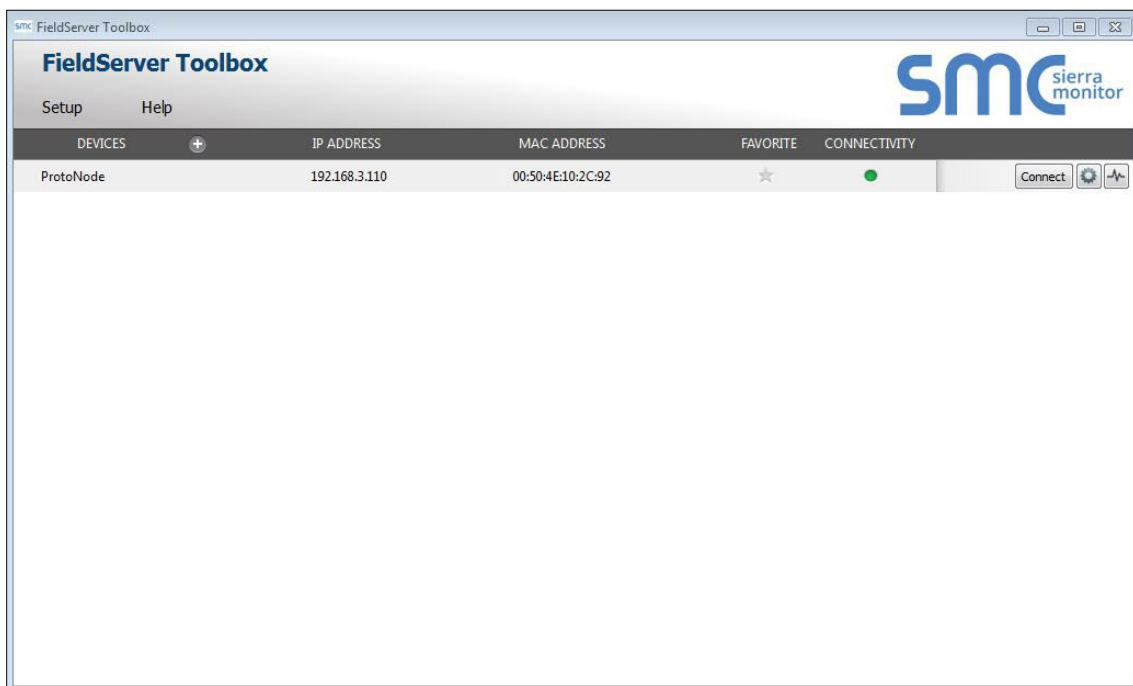 smc FieldServer Toolbox
FieldServer Toolbox
smc sierra monitor
Setup Help
DEVICES IP ADDRESS MAC ADDRESS FAVORITE CONNECTIVITY
ProtoNode 192.168.3.110 00:50:4E:10:2C:92 Connect